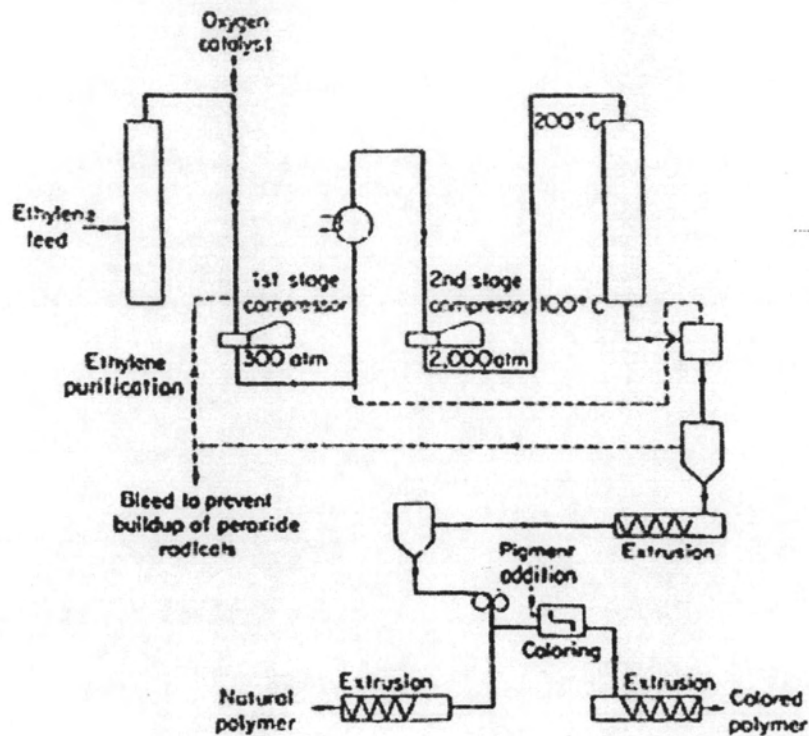 Oxygen
catalyst
200°C
Ethylene
feed
1st stage
compressor
2nd stage
compressor
100°C
300 atm
2,000 atm
Ethylene
purification
Bleed to prevent
buildup of peroxide
radicals
Extrusion
Pigment
addition
Coloring
Natural
polymer
Extrusion
Extrusion
Colored
polymer